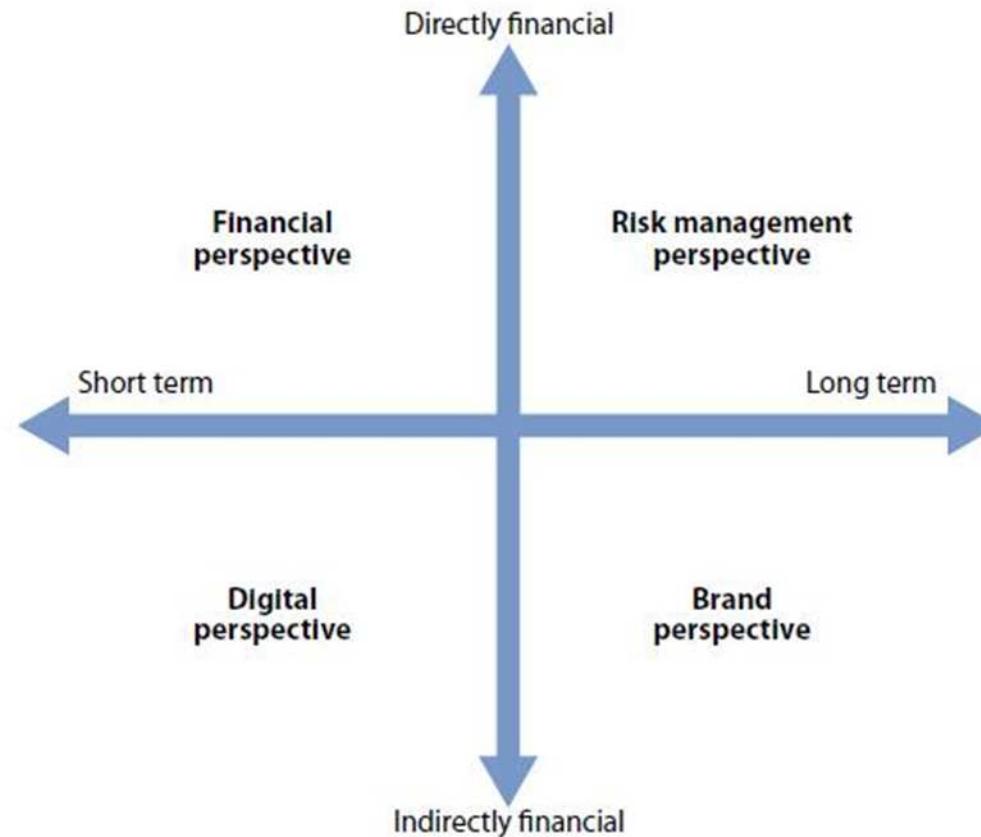 Directly financial
Financial
perspective
Risk management
perspective
Short term
Long term
Digital
perspective
Brand
perspective
Indirectly financial